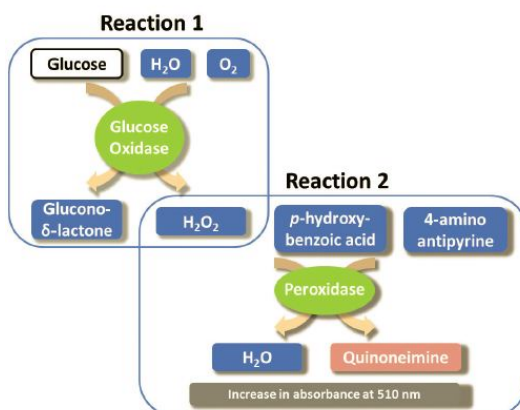 Reaction 1
Glucose
H₂O
O₂
Glucose
Oxidase
Glucono-
δ-lactone
H₂O₂
Reaction 2
p-hydroxy-
benzoic acid
4-amino
antipyrine
Peroxidase
H₂O
Quinoneimine
Increase in absorbance at 510 nm